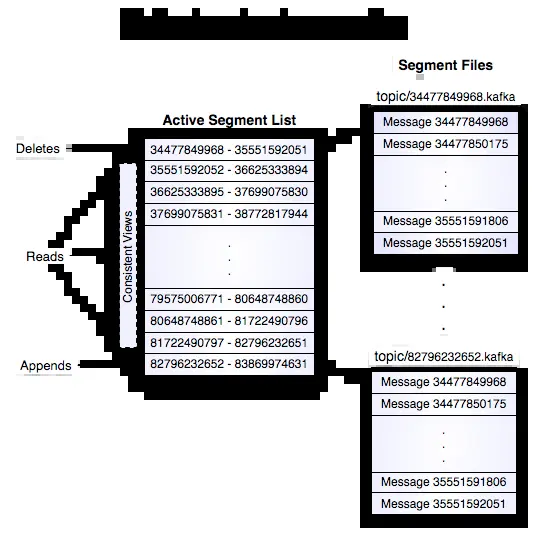 Segment Files
topic/34477849968.kafka
Message 34477849968
Message 34477850175
.
.
.
Message 35551591806
Message 35551592051
Active Segment List
34477849968 - 35551592051
35551592052 - 36625333894
36625333895 - 37699075830
37699075831 - 38772817944
.
.
.
79575006771 - 80648748860
80648748861 - 81722490796
81722490797 - 82796232651
82796232652 - 83869974631
Deletes
Reads
Appends
Consistent Views
.
.
.
topic/82796232652.kafka
Message 34477849968
Message 34477850175
.
.
.
Message 35551591806
Message 35551592051